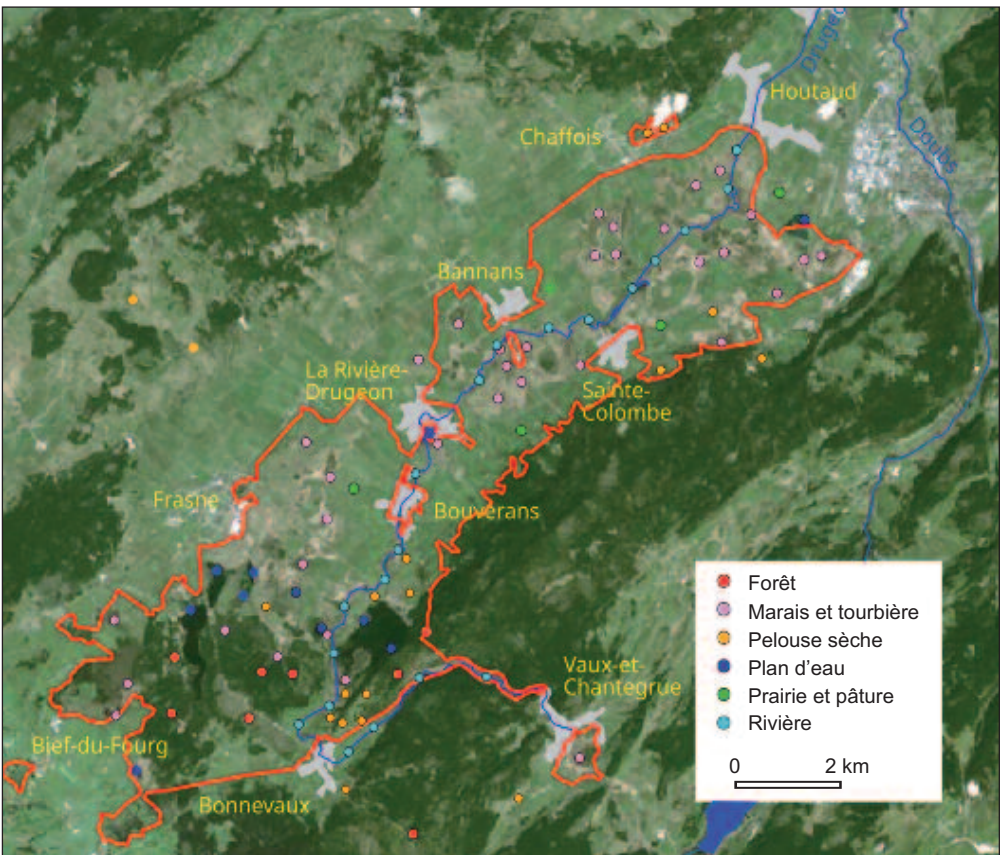 Drugeon
Houtaud
Chaffois
Doubs
Bannans
La Rivière-
Drugeon
Sainte-
Colombe
Frasne
Bouverans
Vaux-et-
Chantegrue
Bief-du-Fourg
Bonnevaux
Forêt
Marais et tourbière
Pelouse sèche
Plan d'eau
Prairie et pâture
Rivière
0 2 km